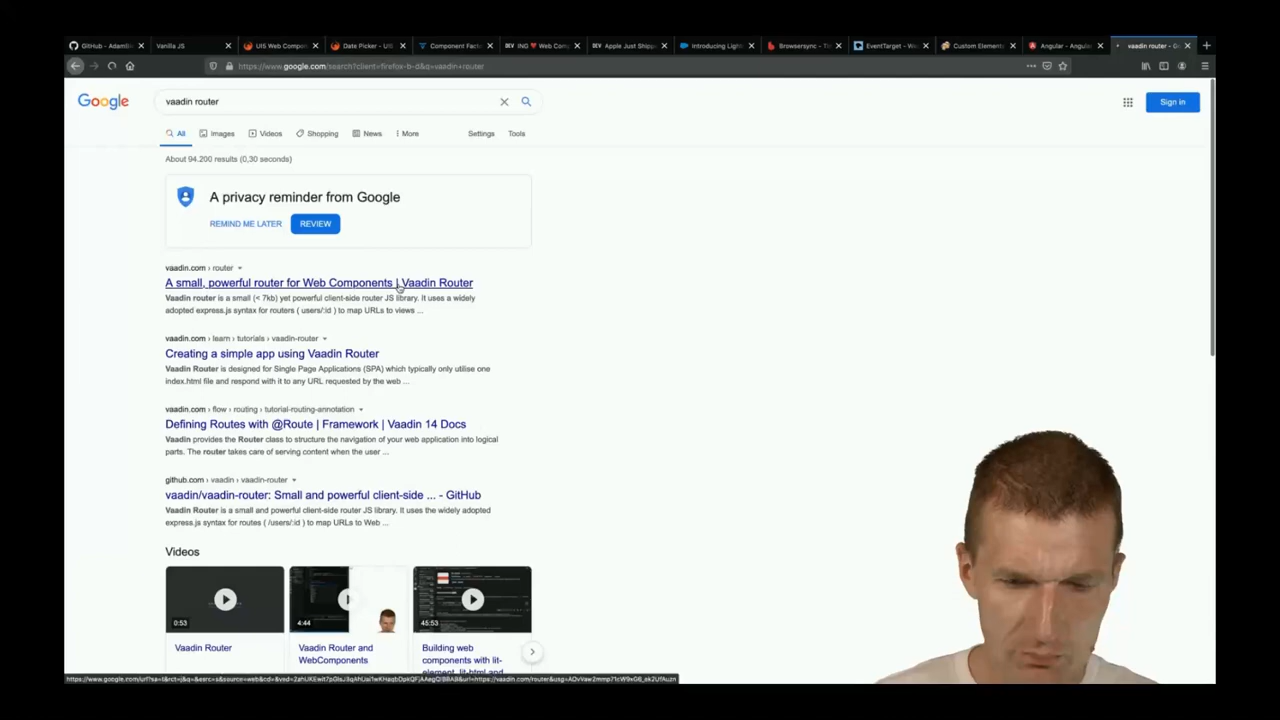 GitHub - AdamBi
Vanilla JS
UI5 Web Compon
Date Picker - UI5
Component Fact
ING ❤ Web Com
Apple Just Shippe
Introducing Light
Browsersync - Tim
EventTarget - We
Custom Elements
Angular - Angular
vaadin router - G
https://www.google.com/search?client=firefox-b-d&q=vaadin+router
Google
vaadin router
Sign in
All
Images
Videos
Shopping
News
More
Settings
Tools
About 94.200 results (0,30 seconds)
A privacy reminder from Google
REMIND ME LATER
REVIEW
vaadin.com › router
A small, powerful router for Web Components | Vaadin Router
Vaadin router is a small (< 7kb) yet powerful client-side router JS library. It uses a widely
adopted express.js syntax for routers ( users/:id ) to map URLs to views ...
vaadin.com › learn › tutorials › vaadin-router
Creating a simple app using Vaadin Router
Vaadin Router is designed for Single Page Applications (SPA) which typically only utilise one
index.html file and respond with it to any URL requested by the web ...
vaadin.com › flow › routing › tutorial-routing-annotation
Defining Routes with @Route | Framework | Vaadin 14 Docs
Vaadin provides the Router class to structure the navigation of your web application into logical
parts. The router takes care of serving content when the user ...
github.com › vaadin › vaadin-router
vaadin/vaadin-router: Small and powerful client-side ... - GitHub
Vaadin Router is a small and powerful client-side router JS library. It uses the widely adopted
express.js syntax for routes ( /users/:id ) to map URLs to Web ...
Videos
0:53
4:44
45:53
Vaadin Router
Vaadin Router and
WebComponents
Building web
components with lit-
element, lit-html and